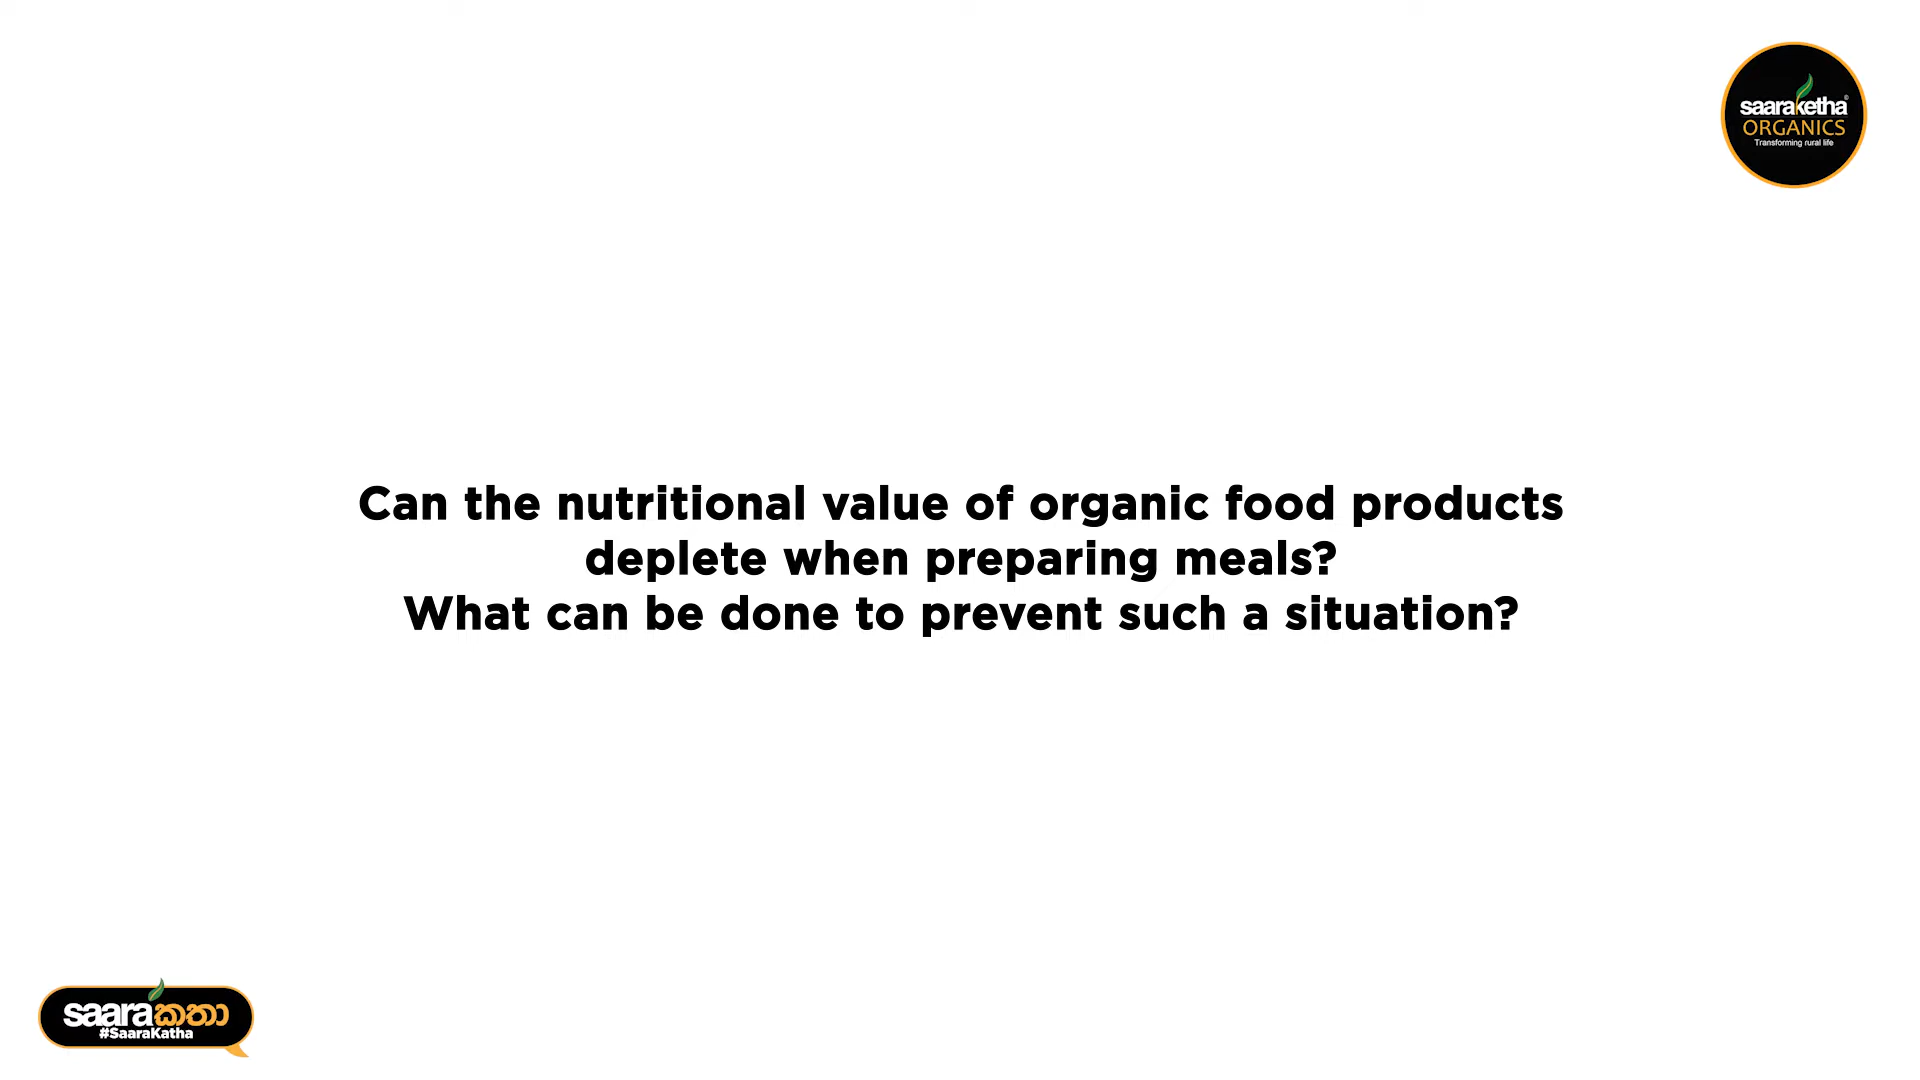 saaraketha®
ORGANICS
Transforming rural life
Can the nutritional value of organic food products
deplete when preparing meals?
What can be done to prevent such a situation?
saaraකතා
#SaaraKatha